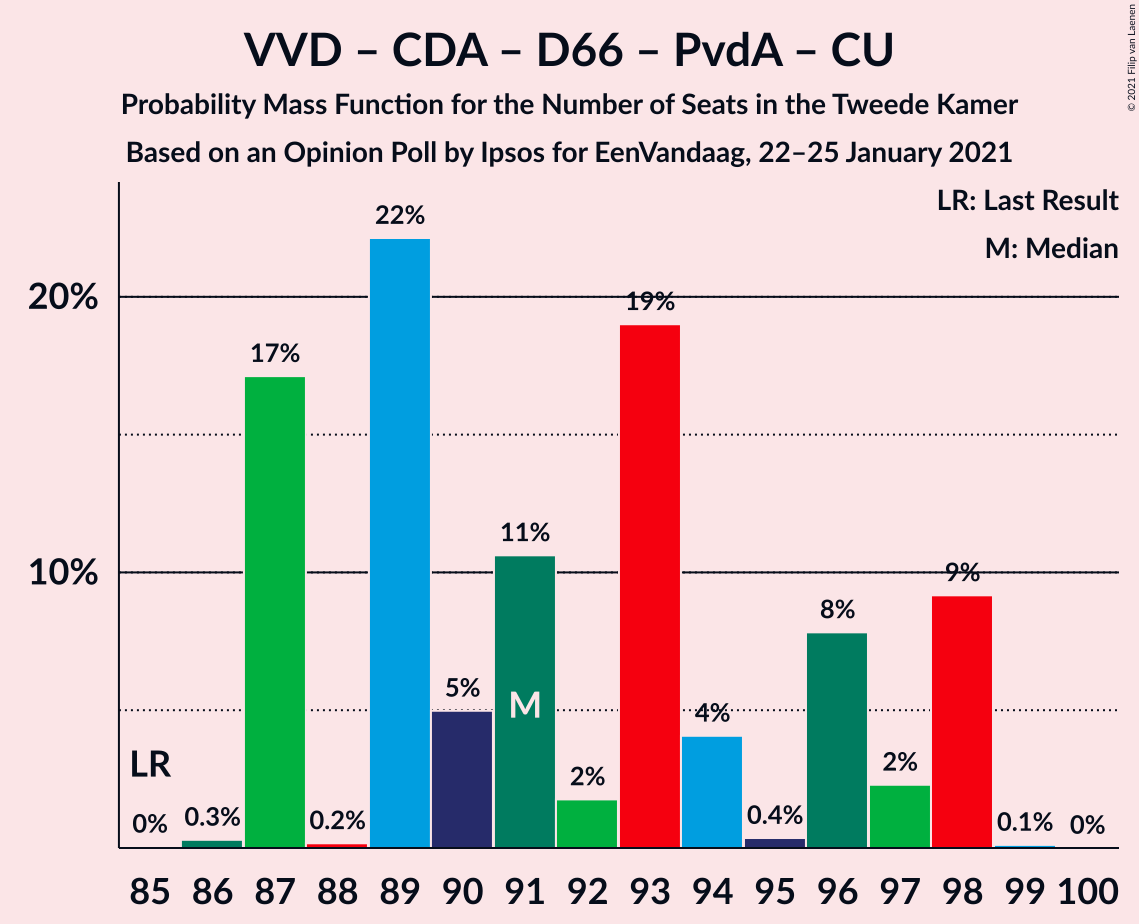 VVD – CDA – D66 – PvdA – CU
Probability Mass Function for the Number of Seats in the Tweede Kamer
Based on an Opinion Poll by Ipsos for EenVandaag, 22–25 January 2021
© 2021 Filip van Laenen
LR: Last Result
M: Median
20%
10%
0%
0.3%
17%
0.2%
22%
5%
11%
2%
19%
4%
0.4%
8%
2%
9%
0.1%
0%
LR
M
85 86 87 88 89 90 91 92 93 94 95 96 97 98 99 100